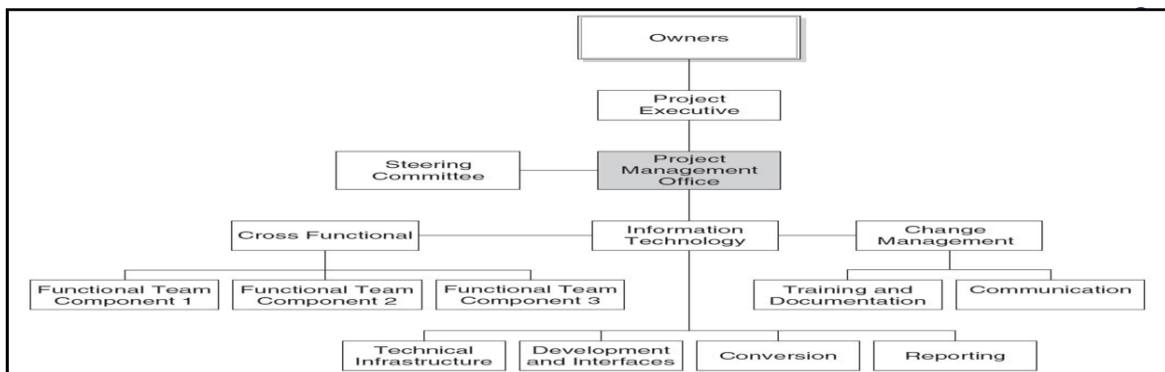 Owners
Project
Executive
Steering
Committee
Project
Management
Office
Cross Functional
Information
Technology
Change
Management
Functional Team
Component 1
Functional Team
Component 2
Functional Team
Component 3
Training and
Documentation
Communication
Technical
Infrastructure
Development
and Interfaces
Conversion
Reporting